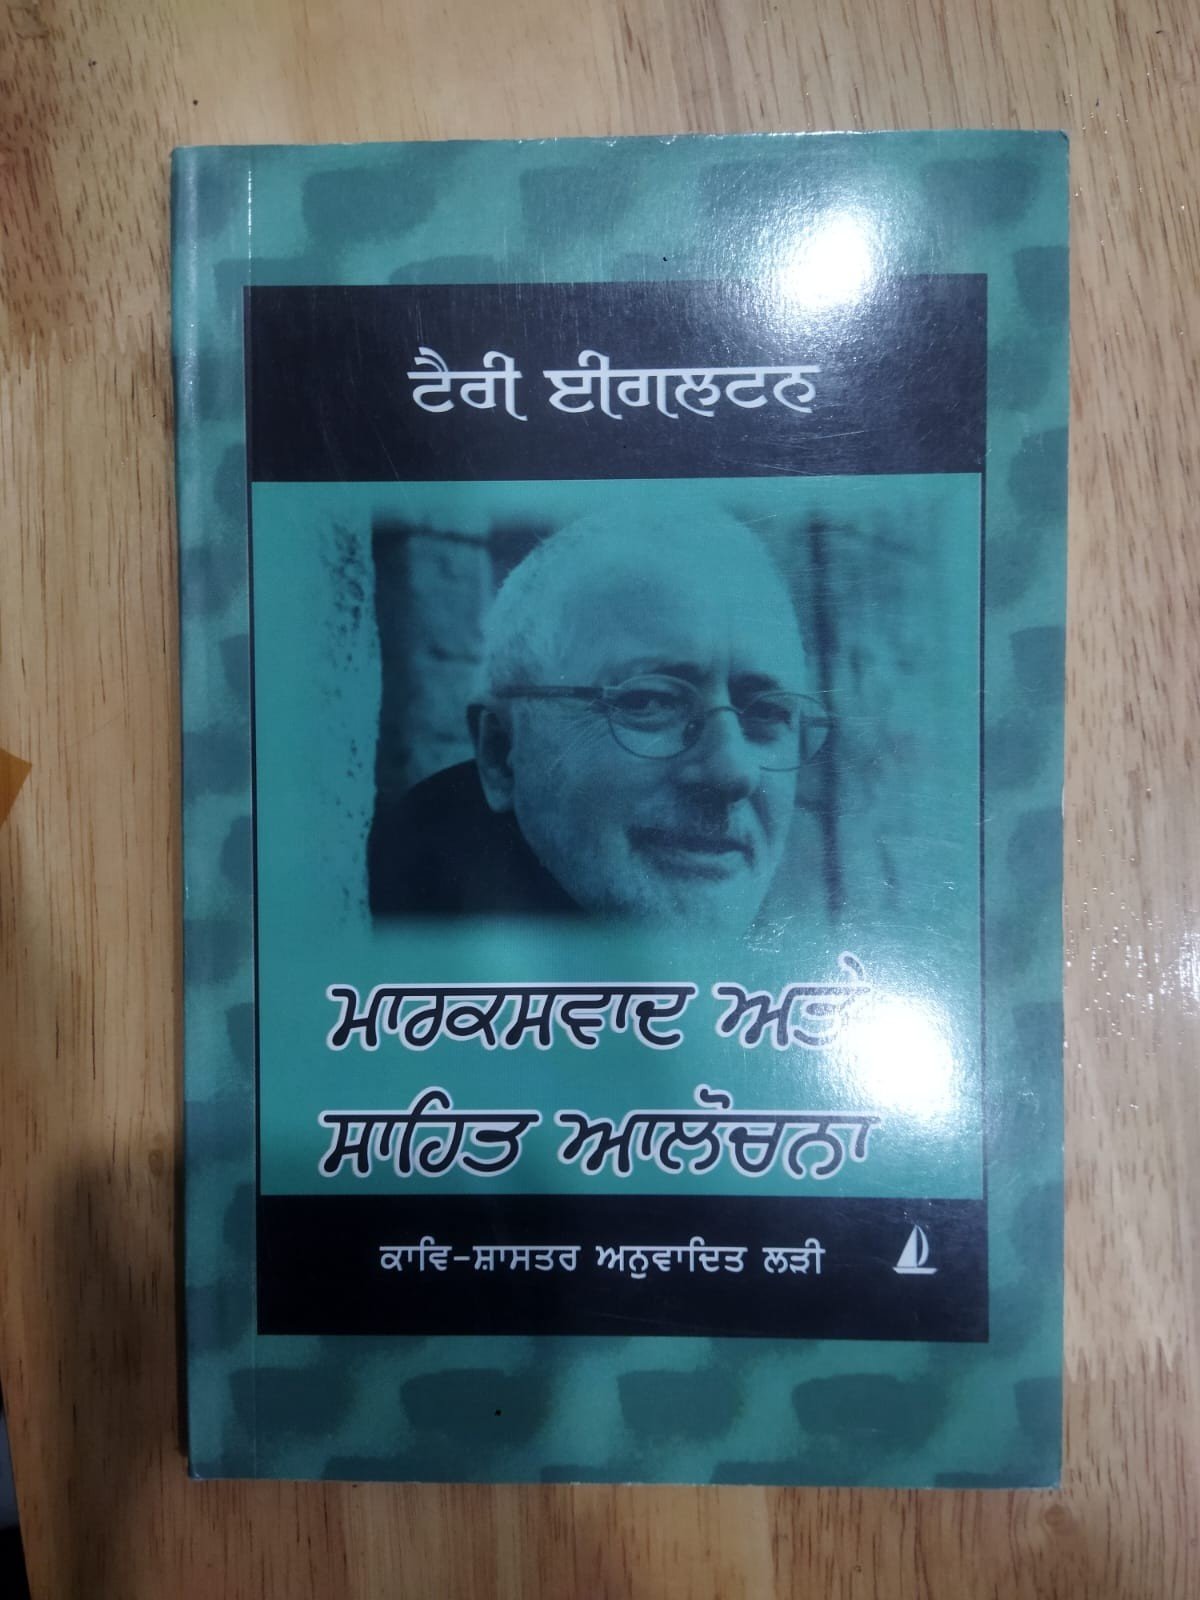 ਟੈਰੀ ਈਗਲਟਨ
ਮਾਰਕਸਵਾਦ ਅਤੇ
ਸਾਹਿਤ ਆਲੋਚਨਾ
ਕਾਵਿ-ਸ਼ਾਸਤਰ ਅਨੁਵਾਦਿਤ ਲੜੀ